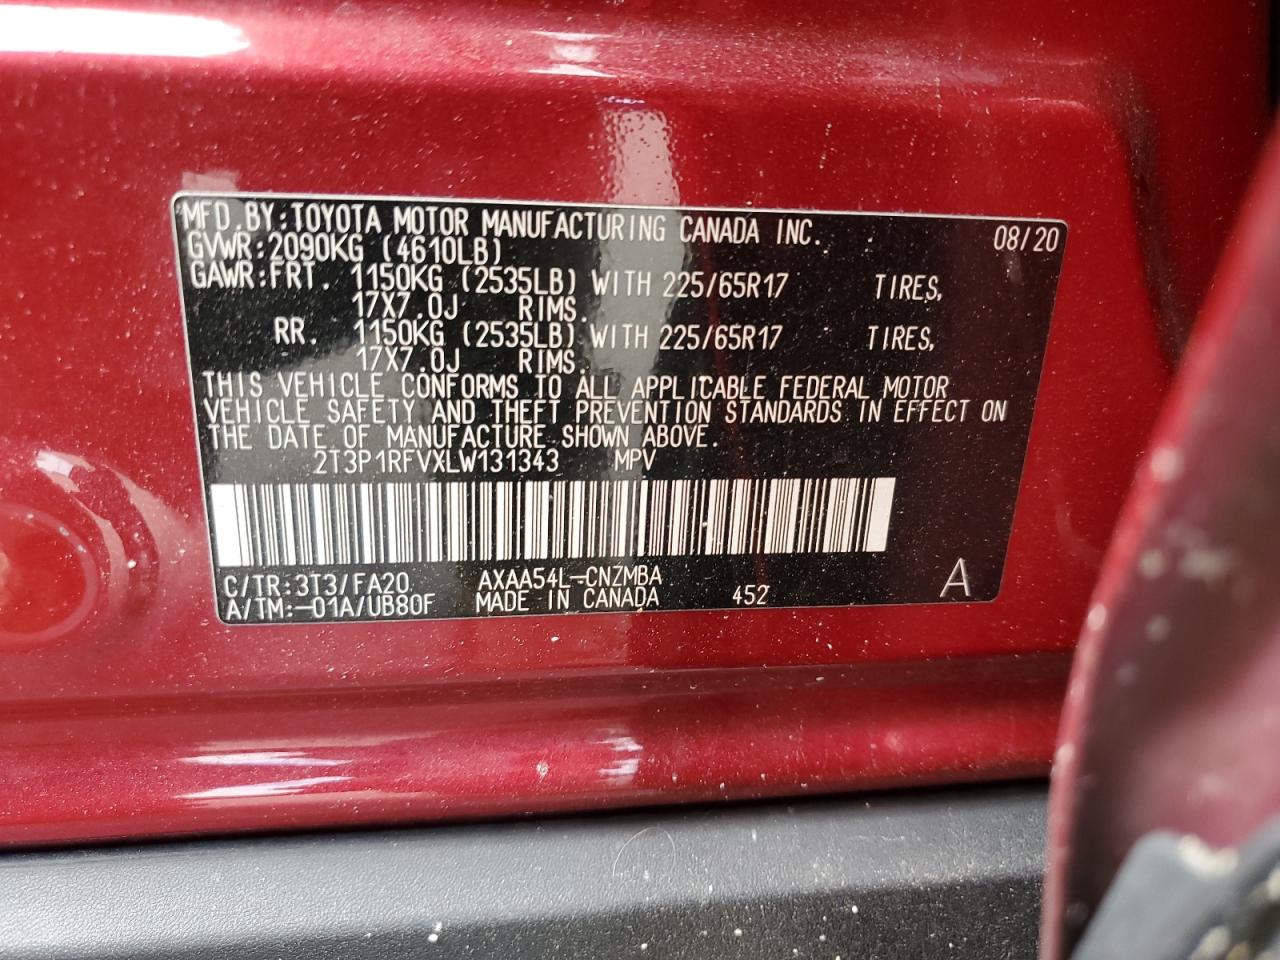 MFD. BY: TOYOTA MOTOR MANUFACTURING CANADA INC. 08/20
GVWR: 2090KG (4610LB)
GAWR: FRT. 1150KG (2535LB) WITH 225/65R17 TIRES,
17X7.0J RIMS.
RR. 1150KG (2535LB) WITH 225/65R17 TIRES,
17X7.0J RIMS.
THIS VEHICLE CONFORMS TO ALL APPLICABLE FEDERAL MOTOR
VEHICLE SAFETY AND THEFT PREVENTION STANDARDS IN EFFECT ON
THE DATE OF MANUFACTURE SHOWN ABOVE.
2T3P1RFVXLW131343 MPV
C/TR: 3T3/FA20 AXAA54L-CNZMBA
A/TM: -01A/UB80F MADE IN CANADA 452 A